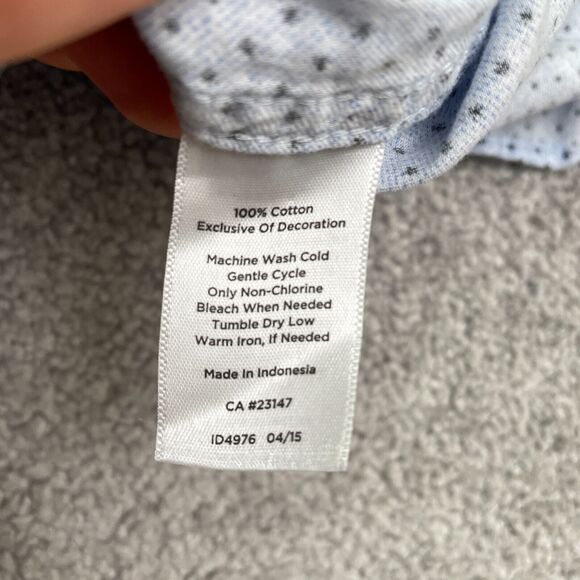 100% Cotton
Exclusive Of Decoration
Machine Wash Cold
Gentle Cycle
Only Non-Chlorine
Bleach When Needed
Tumble Dry Low
Warm Iron, If Needed
Made In Indonesia
CA #23147
ID4976 04/15